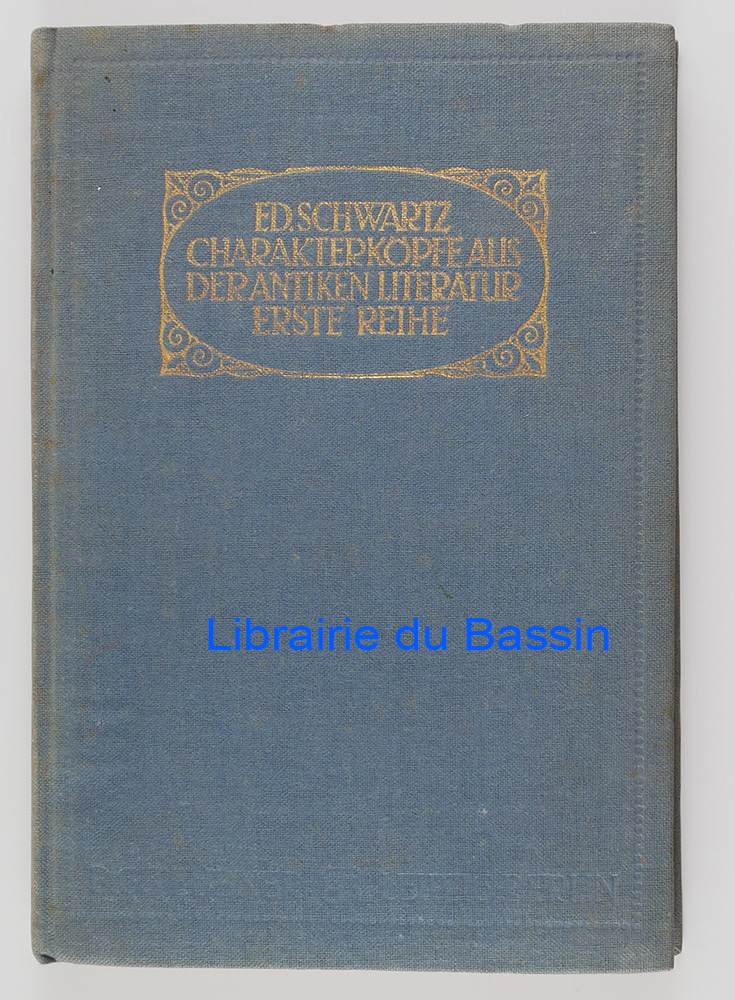 ED. SCHWARTZ
CHARAKTERKÖPFE AUS
DER ANTIKEN LITERATUR
ERSTE REIHE
Librairie du Bassin